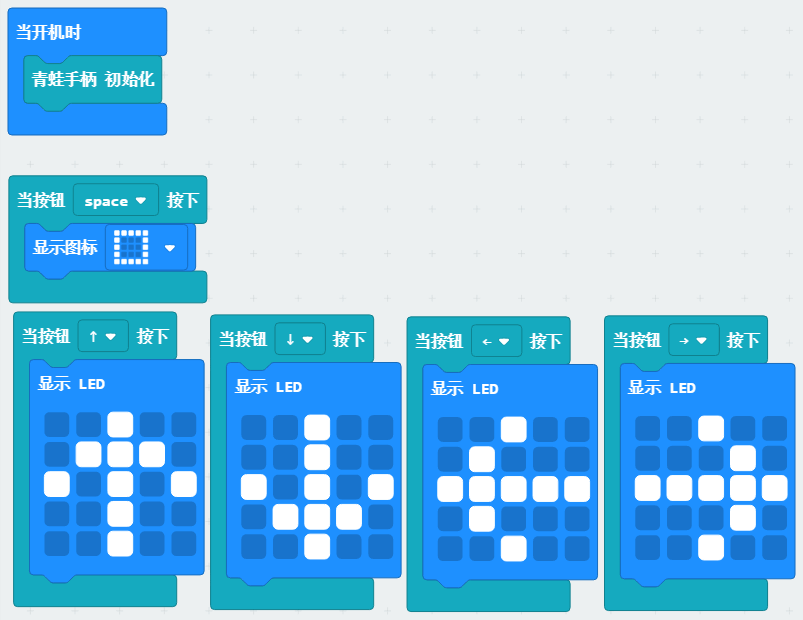 当开机时
青蛙手柄 初始化
当按钮 space 按下
显示图标
当按钮 ↑ 按下
显示 LED
当按钮 ↓ 按下
显示 LED
当按钮 ← 按下
显示 LED
当按钮 → 按下
显示 LED